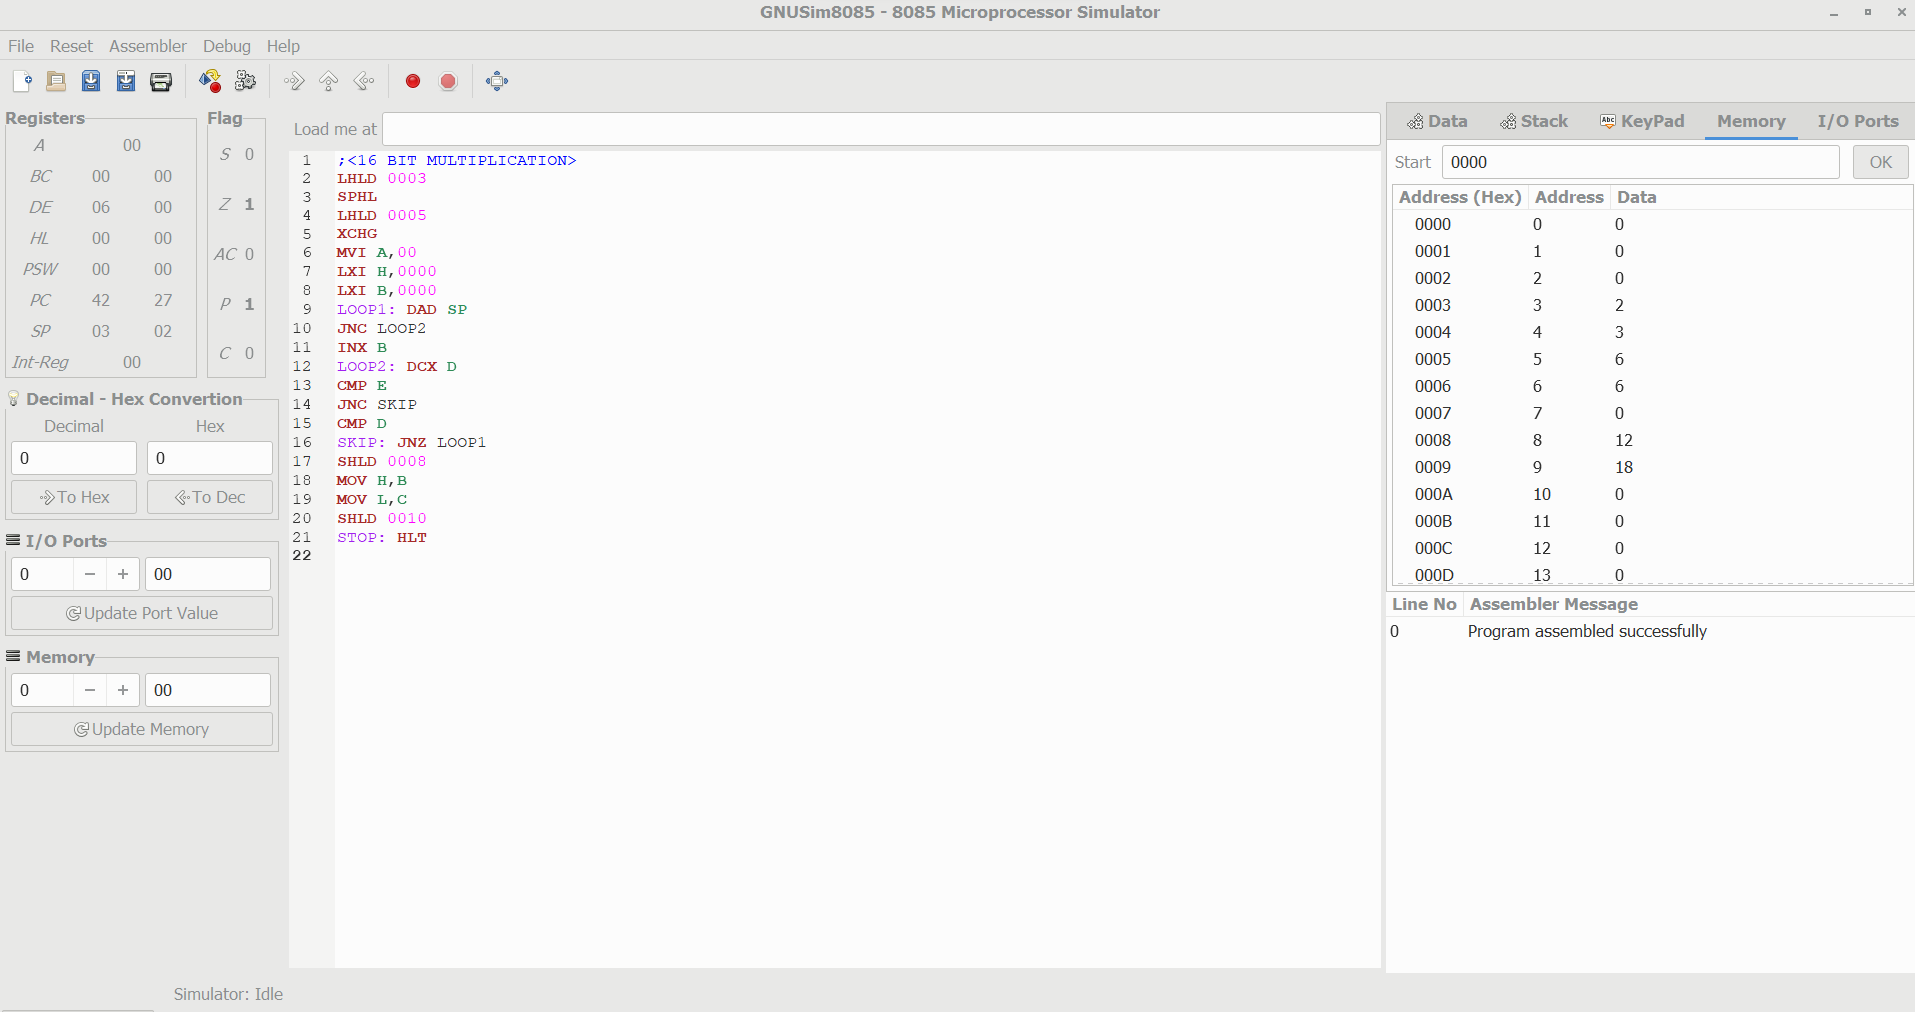 GNUSim8085 - 8085 Microprocessor Simulator
File Reset Assembler Debug Help
Registers
A 00
BC 00 00
DE 06 00
HL 00 00
PSW 00 00
PC 42 27
SP 03 02
Int-Reg 00
Flag
S 0
Z 1
AC 0
P 1
C 0
Decimal - Hex Convertion
Decimal Hex
0 0
To Hex To Dec
I/O Ports
0 − + 00
Update Port Value
Memory
0 − + 00
Update Memory
Load me at
1 ;<16 BIT MULTIPLICATION>
2 LHLD 0003
3 SPHL
4 LHLD 0005
5 XCHG
6 MVI A,00
7 LXI H,0000
8 LXI B,0000
9 LOOP1: DAD SP
10 JNC LOOP2
11 INX B
12 LOOP2: DCX D
13 CMP E
14 JNC SKIP
15 CMP D
16 SKIP: JNZ LOOP1
17 SHLD 0008
18 MOV H,B
19 MOV L,C
20 SHLD 0010
21 STOP: HLT
22
Data Stack Abc KeyPad Memory I/O Ports
Start 0000 OK
Address (Hex) Address Data
0000 0 0
0001 1 0
0002 2 0
0003 3 2
0004 4 3
0005 5 6
0006 6 6
0007 7 0
0008 8 12
0009 9 18
000A 10 0
000B 11 0
000C 12 0
000D 13 0
Line No Assembler Message
0 Program assembled successfully
Simulator: Idle